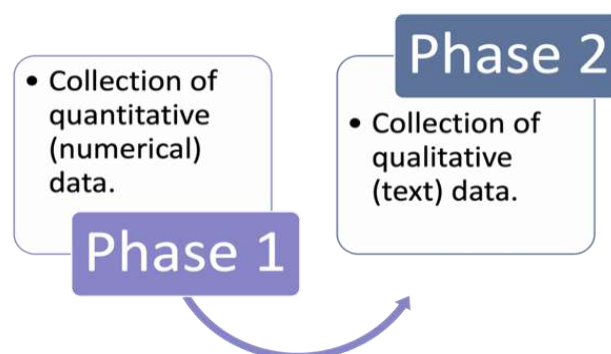 • Collection of
quantitative
(numerical)
data.
Phase 1
Phase 2
• Collection of
qualitative
(text) data.